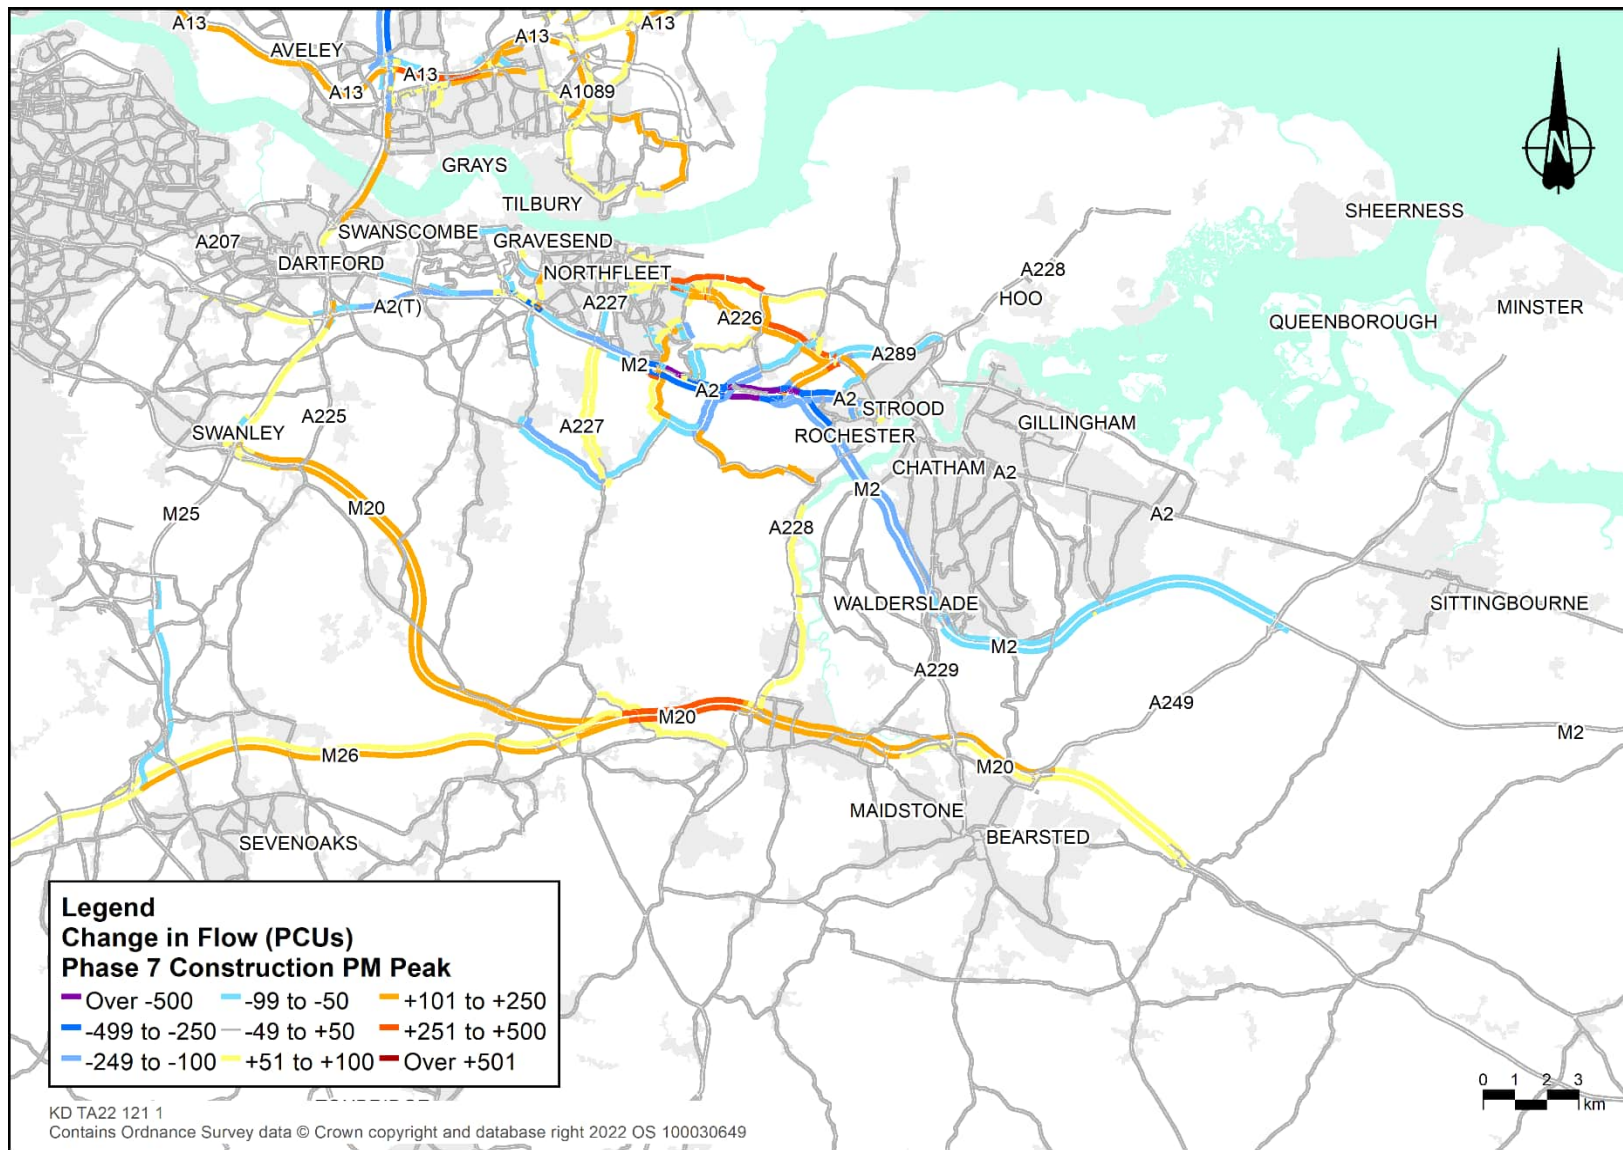 A13
A13
A13
AVELEY
A13
A13
A1089
GRAYS
TILBURY
SHEERNESS
SWANSCOMBE
A207
GRAVESEND
DARTFORD
NORTHFLEET
A228
HOO
MINSTER
A2(T)
A227
A226
QUEENBOROUGH
M2
A289
A2
A2
STROOD
A225
SWANLEY
A227
ROCHESTER
GILLINGHAM
CHATHAM
A2
M2
M20
M25
A228
A2
WALDERSLADE
SITTINGBOURNE
M2
A229
A249
M20
M2
M26
M20
MAIDSTONE
BEARSTED
SEVENOAKS
N
Legend
Change in Flow (PCUs)
Phase 7 Construction PM Peak
Over -500 -99 to -50 +101 to +250
-499 to -250 -49 to +50 +251 to +500
-249 to -100 +51 to +100 Over +501
0 1 2 3
km
KD TA22 121 1
Contains Ordnance Survey data © Crown copyright and database right 2022 OS 100030649